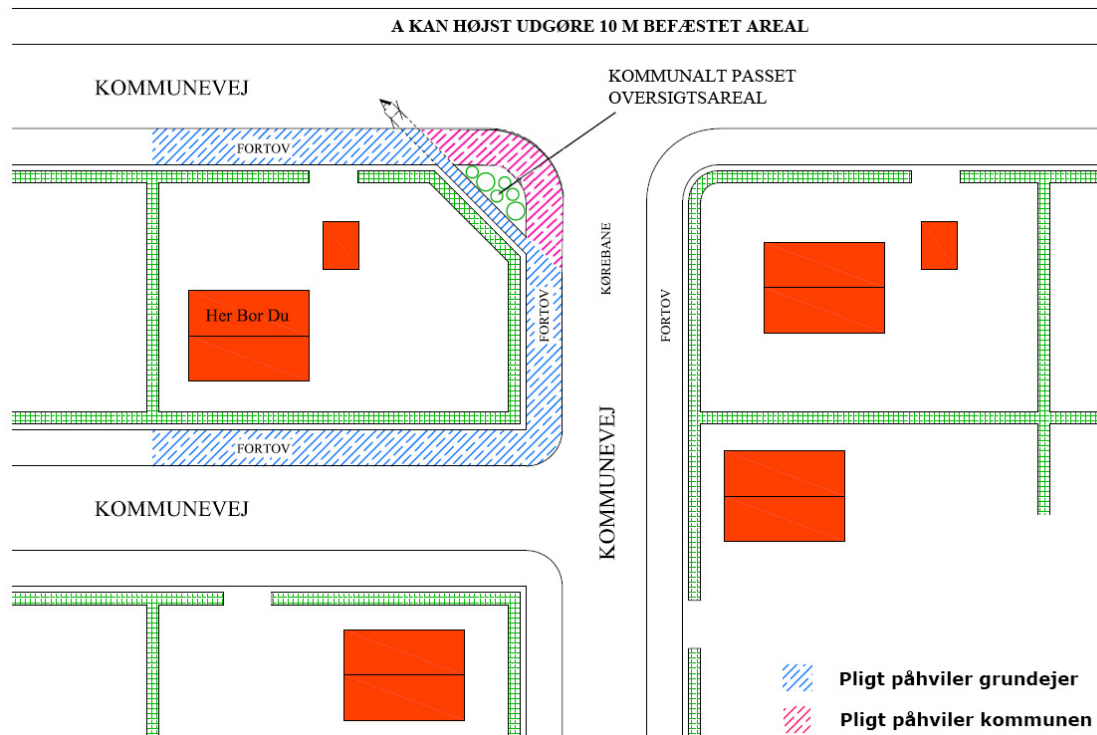 A KAN HØJST UDGØRE 10 M BEFÆSTET AREAL
KOMMUNEVEJ
KOMMUNALT PASSET
OVERSIGTSAREAL
FORTOV
KØREBANE
FORTOV
FORTOV
Her Bor Du
KOMMUNEVEJ
FORTOV
KOMMUNEVEJ
Pligt påhviler grundejer
Pligt påhviler kommunen